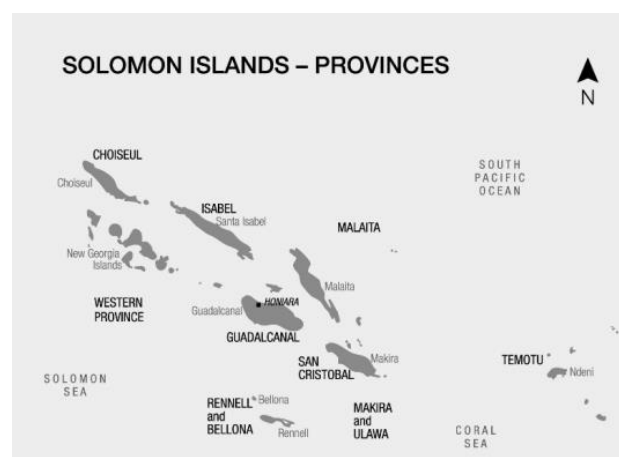 SOLOMON ISLANDS – PROVINCES
N
SOUTH
PACIFIC
OCEAN
CHOISEUL
Choiseul
ISABEL
Santa Isabel
MALAITA
New Georgia
Islands
Malaita
WESTERN
PROVINCE
Guadalcanal
HONIARA
GUADALCANAL
SAN
CRISTOBAL
Makira
TEMOTU
Ndeni
SOLOMON
SEA
RENNELL
and
BELLONA
Bellona
Rennell
MAKIRA
and
ULAWA
CORAL
SEA